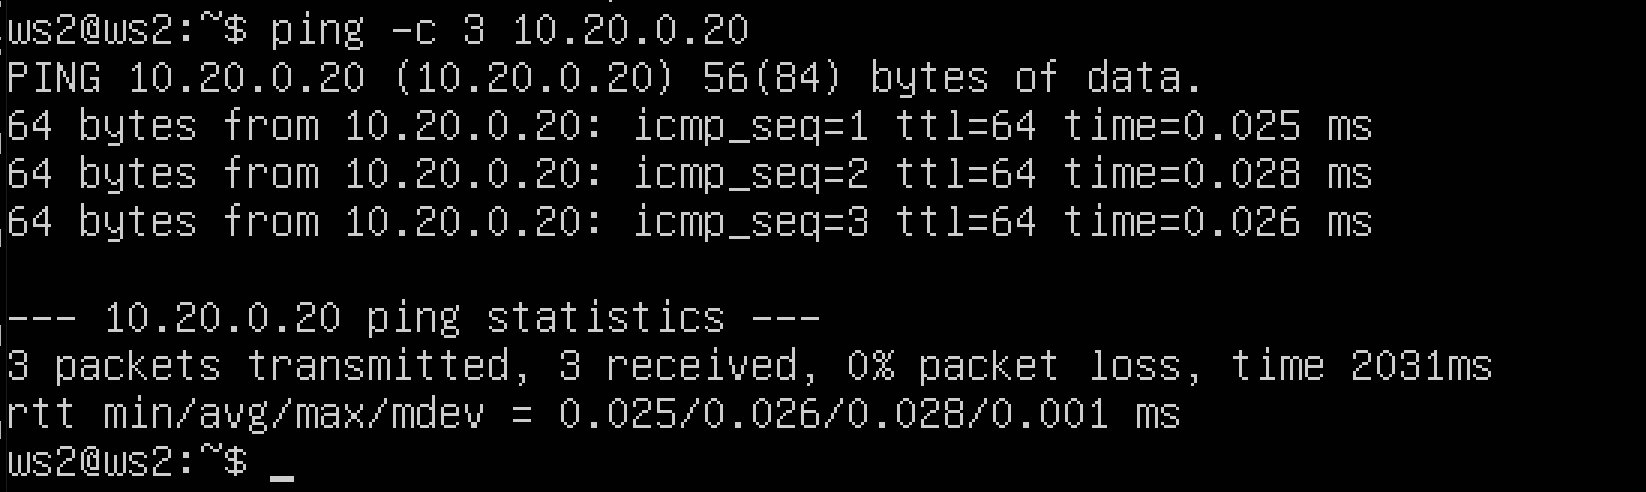 ws2@ws2:~$ ping -c 3 10.20.0.20
PING 10.20.0.20 (10.20.0.20) 56(84) bytes of data.
64 bytes from 10.20.0.20: icmp_seq=1 ttl=64 time=0.025 ms
64 bytes from 10.20.0.20: icmp_seq=2 ttl=64 time=0.028 ms
64 bytes from 10.20.0.20: icmp_seq=3 ttl=64 time=0.026 ms

--- 10.20.0.20 ping statistics ---
3 packets transmitted, 3 received, 0% packet loss, time 2031ms
rtt min/avg/max/mdev = 0.025/0.026/0.028/0.001 ms
ws2@ws2:~$ _